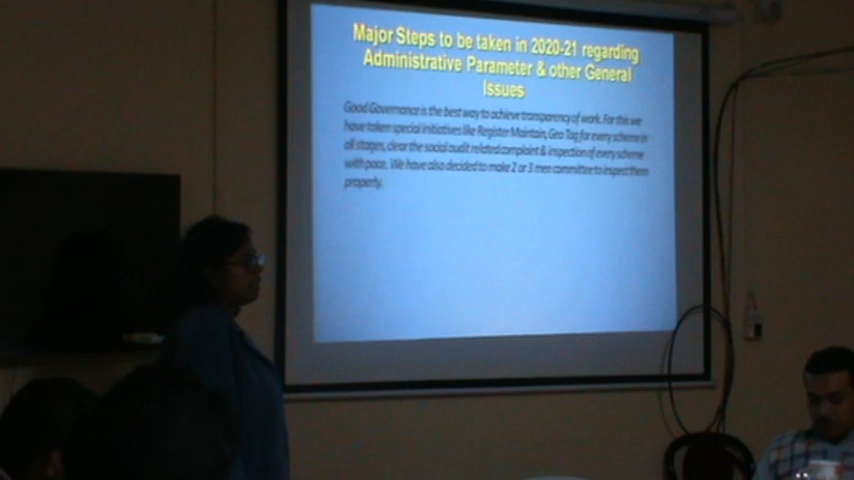 Major Steps to be taken in 2020-21 regarding
Administrative Parameter & other General
Issues
Good Governance is the best way to achieve transparency of work. For this we
have taken special initiatives like Register Maintain, Geo Tag for every scheme in
all stages, clear the social audit related complaint & inspection of every scheme
with pace. We have also decided to make 2 or 3 men committee to inspect them
properly.